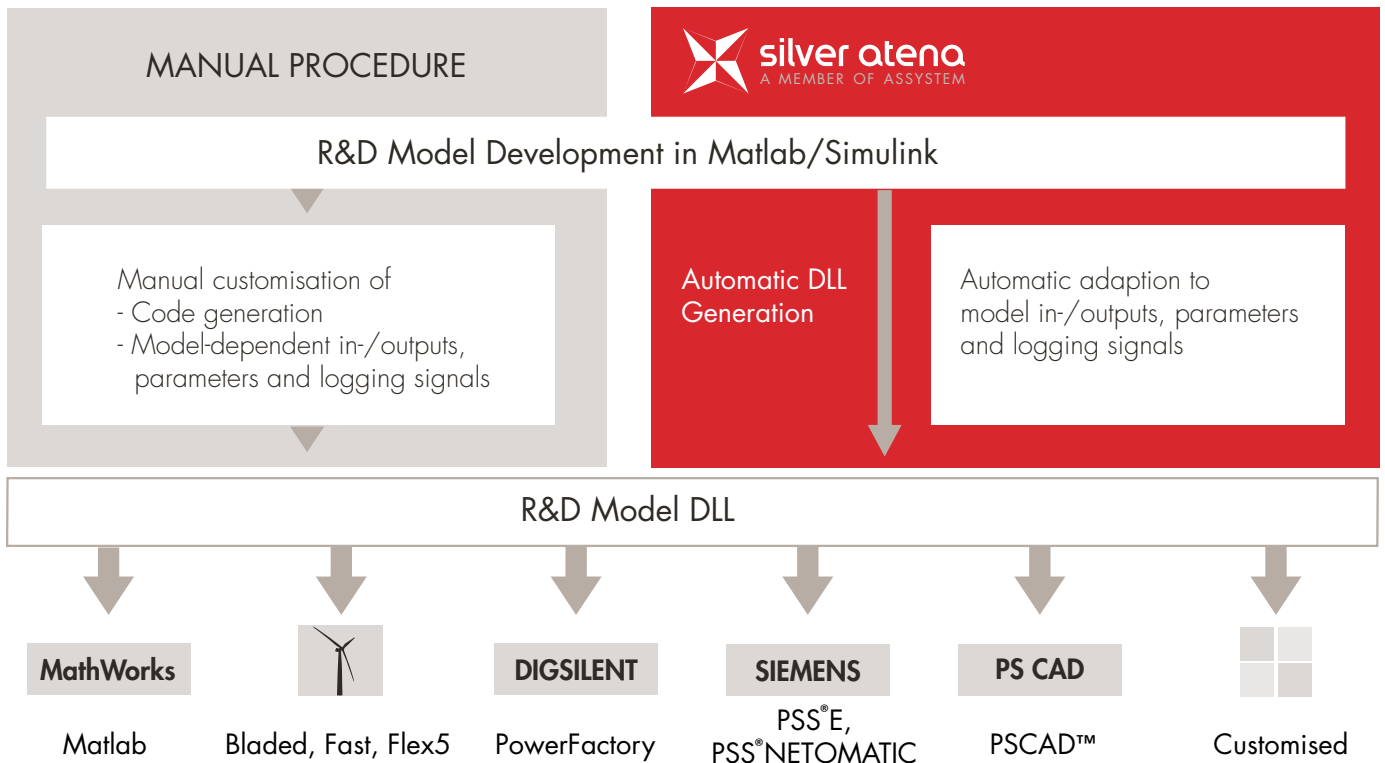 MANUAL PROCEDURE
silver atena
A MEMBER OF ASSYSTEM
R&D Model Development in Matlab/Simulink
Manual customisation of
- Code generation
- Model-dependent in-/outputs,
parameters and logging signals
Automatic DLL
Generation
Automatic adaption to
model in-/outputs, parameters
and logging signals
R&D Model DLL
MathWorks
DIGSILENT
SIEMENS
PS CAD
Matlab
Bladed, Fast, Flex5
PowerFactory
PSS®E,
PSS®NETOMATIC
PSCAD™
Customised